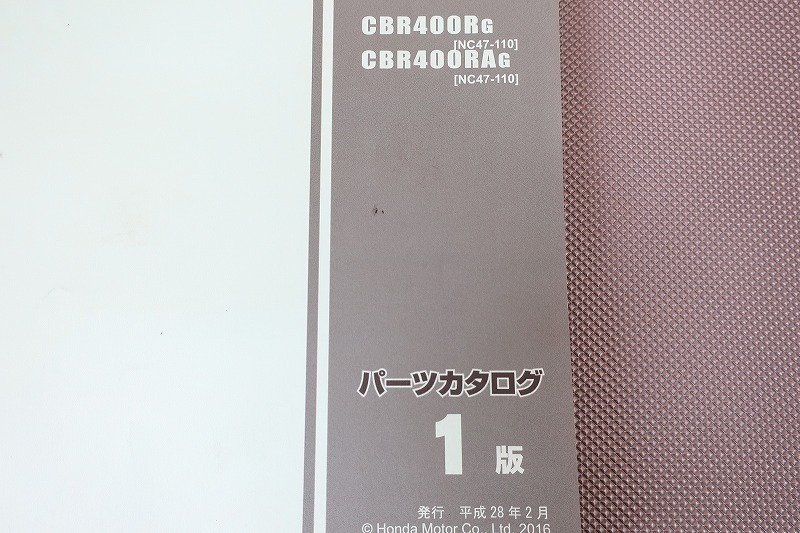 CBR400RG
[NC47-110]
CBR400RAG
[NC47-110]
パーツカタログ
1 版
発行 平成 28 年 2 月
© Honda Motor Co., Ltd. 2016